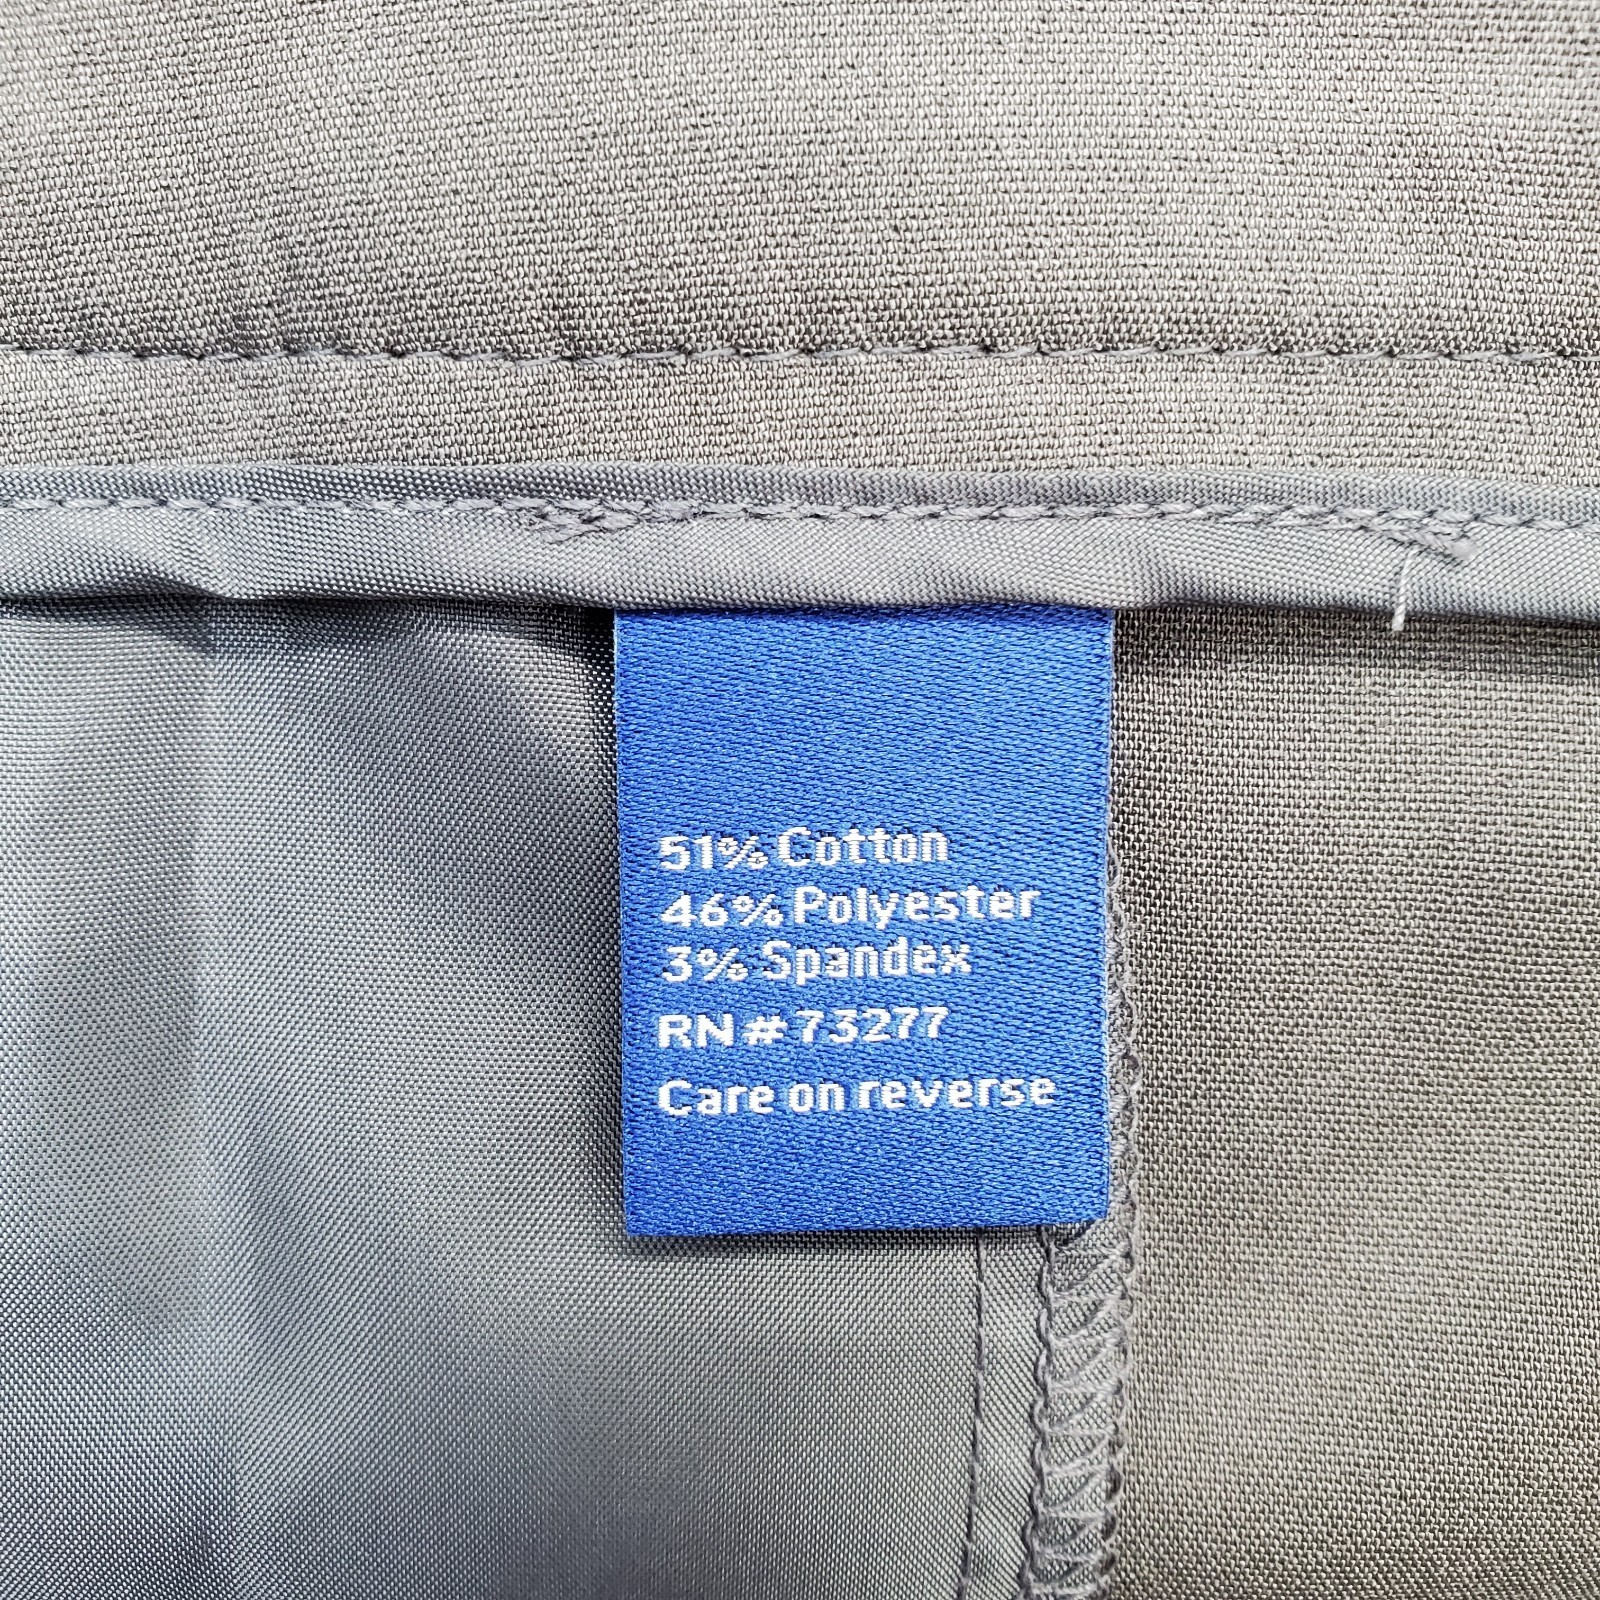 51% Cotton
46% Polyester
3% Spandex
RN#73277
Care on reverse